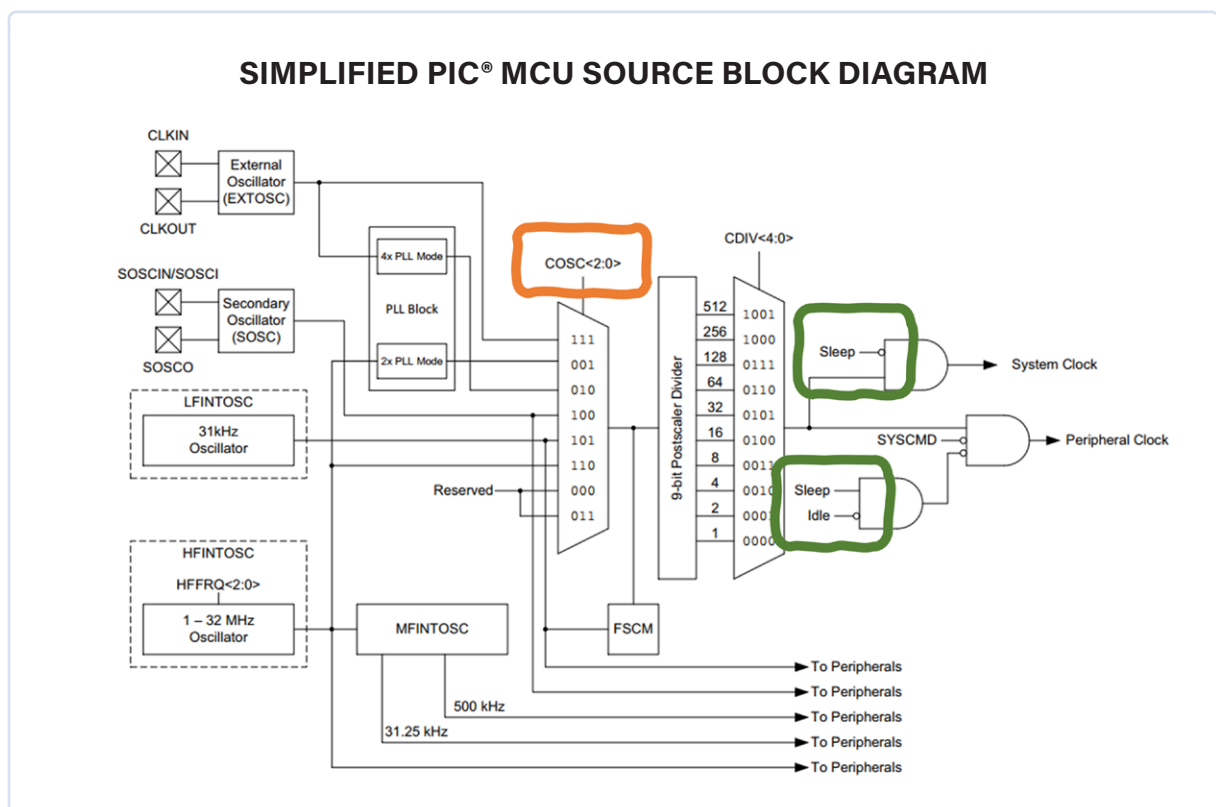 SIMPLIFIED PIC® MCU SOURCE BLOCK DIAGRAM
CLKIN
External
Oscillator
(EXTOSC)
CLKOUT
SOSCIN/SOSCI
Secondary
Oscillator
(SOSC)
SOSCO
LFINTOSC
31kHz
Oscillator
HFINTOSC
HFFRQ<2:0>
1 – 32 MHz
Oscillator
4x PLL Mode
PLL Block
2x PLL Mode
Reserved
MFINTOSC
500 kHz
31.25 kHz
COSC<2:0>
111
001
010
100
101
110
000
011
FSCM
9-bit Postscaler Divider
512
256
128
64
32
16
8
4
2
1
CDIV<4:0>
1001
1000
0111
0110
0101
0100
0011
0010
0000
Sleep
System Clock
SYSCMD
Peripheral Clock
Sleep
Idle
To Peripherals
To Peripherals
To Peripherals
To Peripherals
To Peripherals